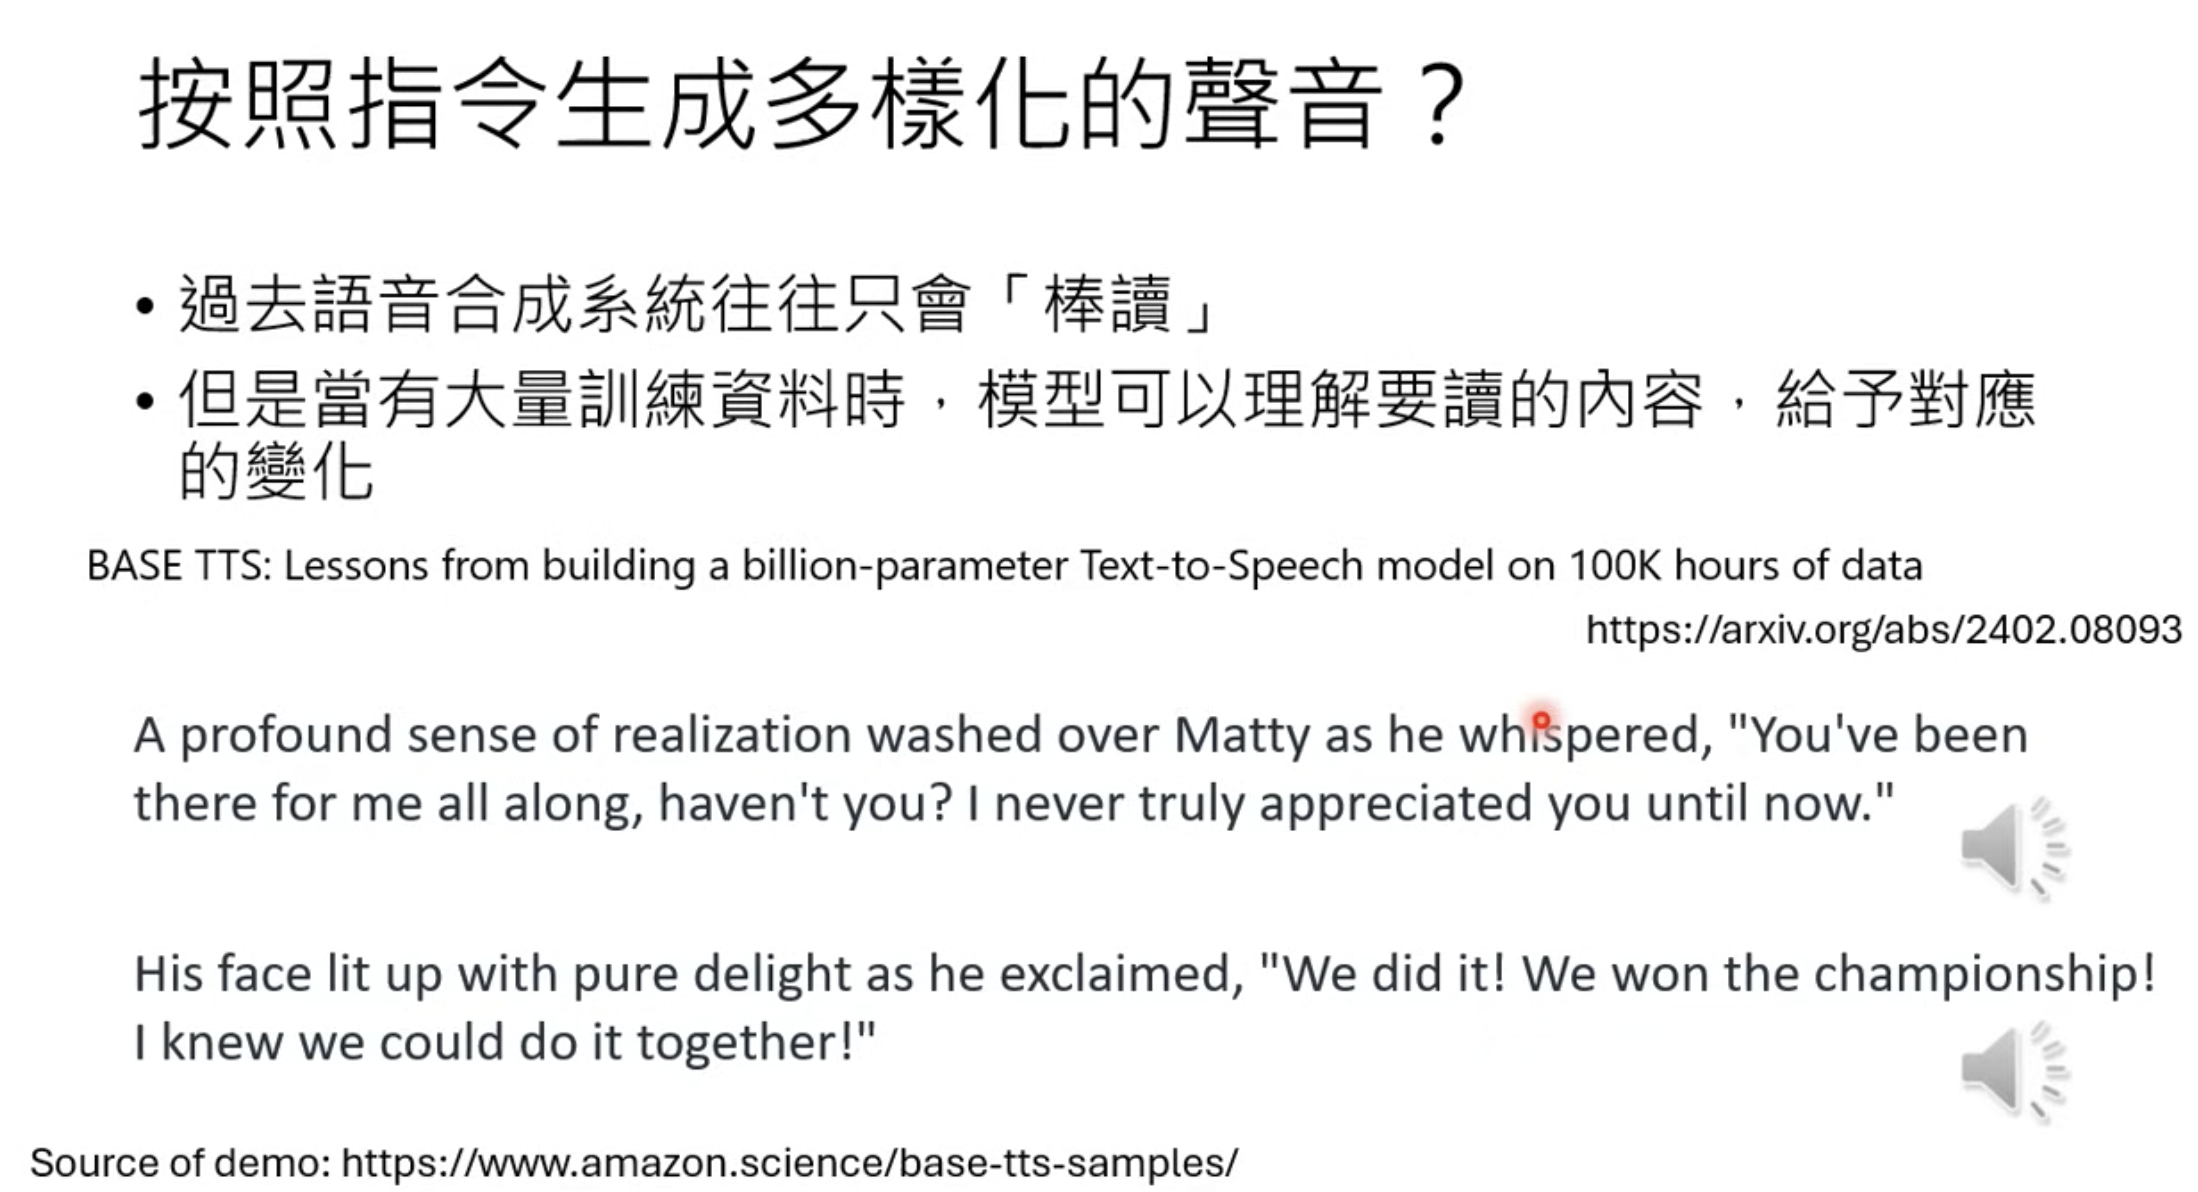 按照指令生成多樣化的聲音？
• 過去語音合成系統往往只會「棒讀」
• 但是當有大量訓練資料時，模型可以理解要讀的內容，給予對應
的變化
BASE TTS: Lessons from building a billion-parameter Text-to-Speech model on 100K hours of data
https://arxiv.org/abs/2402.08093
A profound sense of realization washed over Matty as he whispered, "You've been
there for me all along, haven't you? I never truly appreciated you until now."
His face lit up with pure delight as he exclaimed, "We did it! We won the championship!
I knew we could do it together!"
Source of demo: https://www.amazon.science/base-tts-samples/